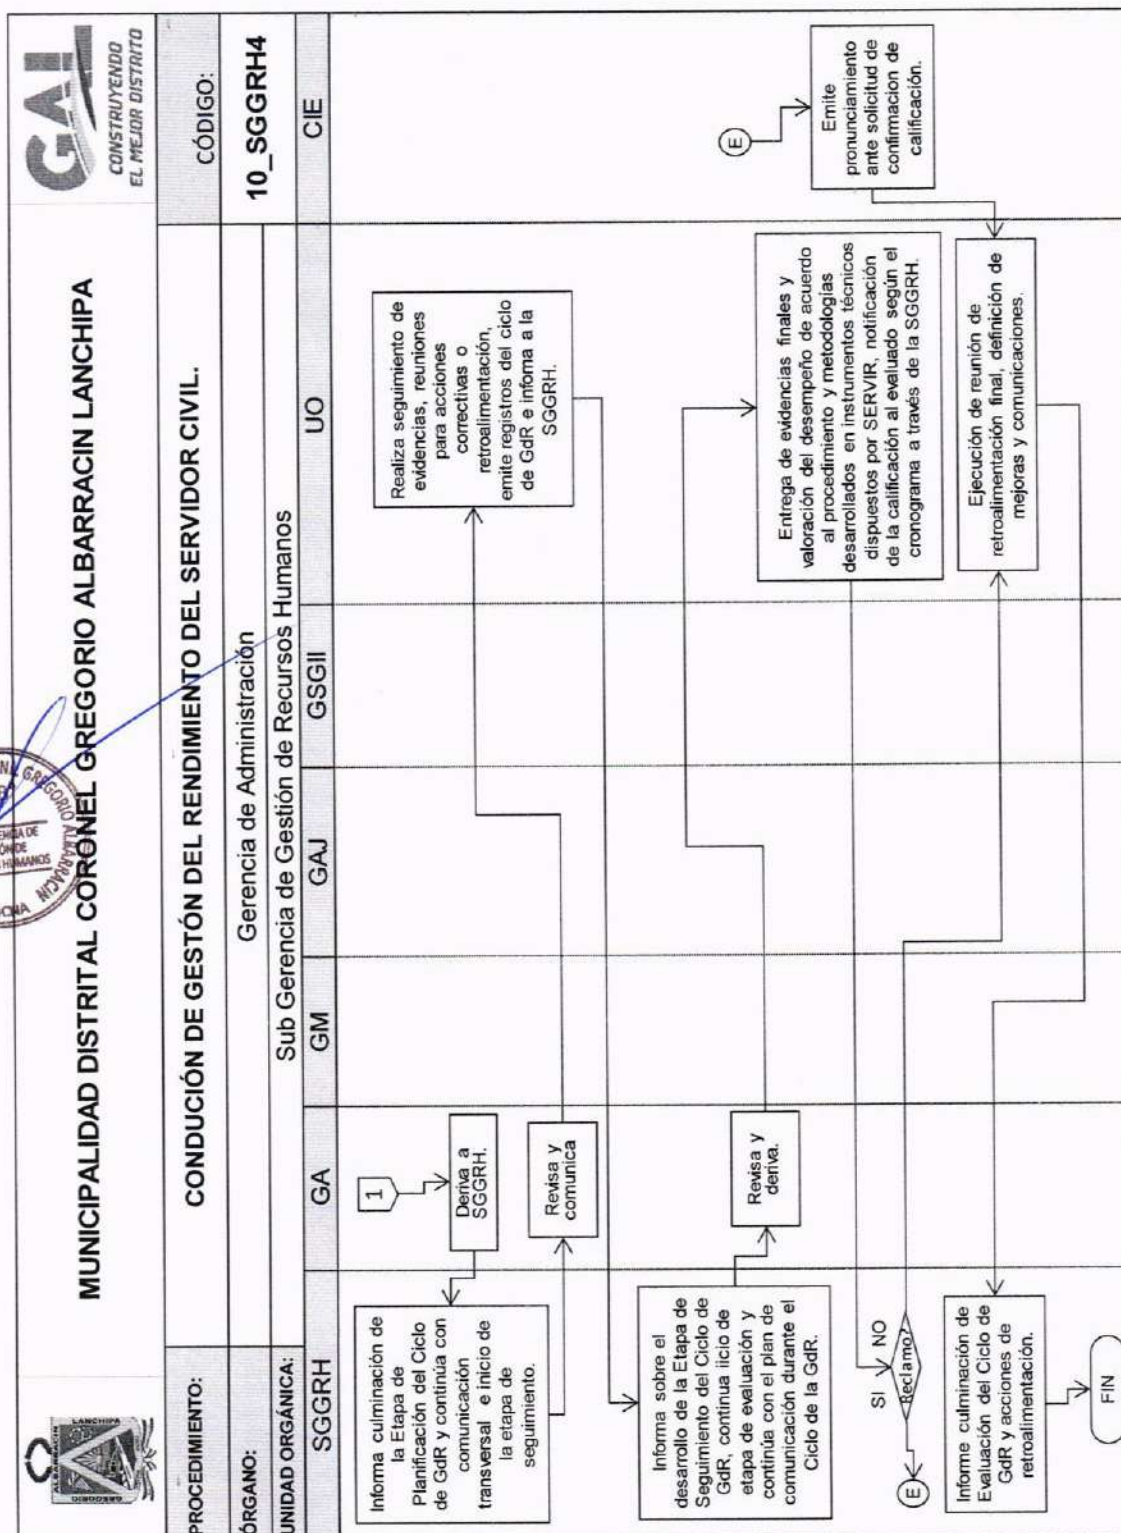 MUNICIPALIDAD DISTRITAL CORONEL GREGORIO ALBARRACIN LANCHIPA
GREGORIO
ALBARRACIN
LANCHIPA
GAL
CONSTRUYENDO
EL MEJOR DISTRITO
HUMANOS
PROCEDIMIENTO:
CONDUCIÓN DE GESTIÓN DEL RENDIMIENTO DEL SERVIDOR CIVIL.
CÓDIGO:
ÓRGANO:
Gerencia de Administración
10_SGGRH4
UNIDAD ORGÁNICA:
Sub Gerencia de Gestión de Recursos Humanos
SGGRH
GA
GM
GAJ
GSGII
UO
CIE
1
Deriva a
SGGRH.
Informa culminación de
la Etapa de
Planificación del Ciclo
de GdR y continúa con
comunicación
transversal e inicio de
la etapa de
seguimiento.
Revisa y
comunica
Realiza seguimiento de
evidencias, reuniones
para acciones
correctivas o
retroalimentación,
emite registros del ciclo
de GdR e infoma a la
SGGRH.
Informa sobre el
desarrollo de la Etapa de
Seguimiento del Ciclo de
GdR, continua iicio de
etapa de evaluación y
continúa con el plan de
comunicación durante el
Ciclo de la GdR.
Revisa y
deriva.
Entrega de evidencias finales y
valoración del desempeño de acuerdo
al procedimiento y metodologías
desarrollados en instrumentos técnicos
dispuestos por SERVIR, notificación
de la calificación al evaluado según el
cronograma a través de la SGGRH.
SI
NO
Reclamo?
E
E
Emite
pronunciamiento
ante solicitud de
confirmacion de
calificación.
Ejecución de reunión de
retroalimentación final, definición de
mejoras y comunicaciones.
Informe culminación de
Evaluación del Ciclo de
GdR y acciones de
retroalimentación.
FIN